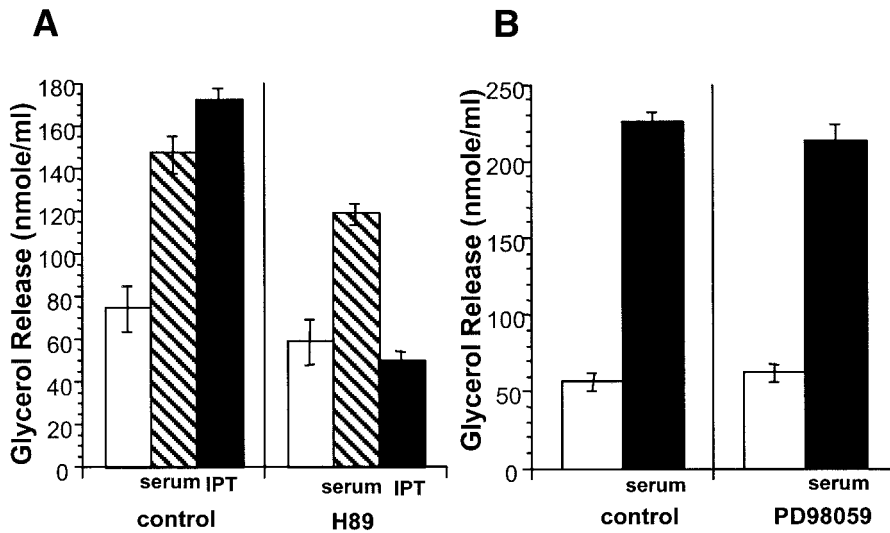 A
B
Glycerol Release (nmole/ml)
180
160
140
120
100
80
60
40
20
0
serum IPT
serum IPT
control
H89
Glycerol Release (nmole/ml)
250
200
150
100
50
0
serum
serum
control
PD98059